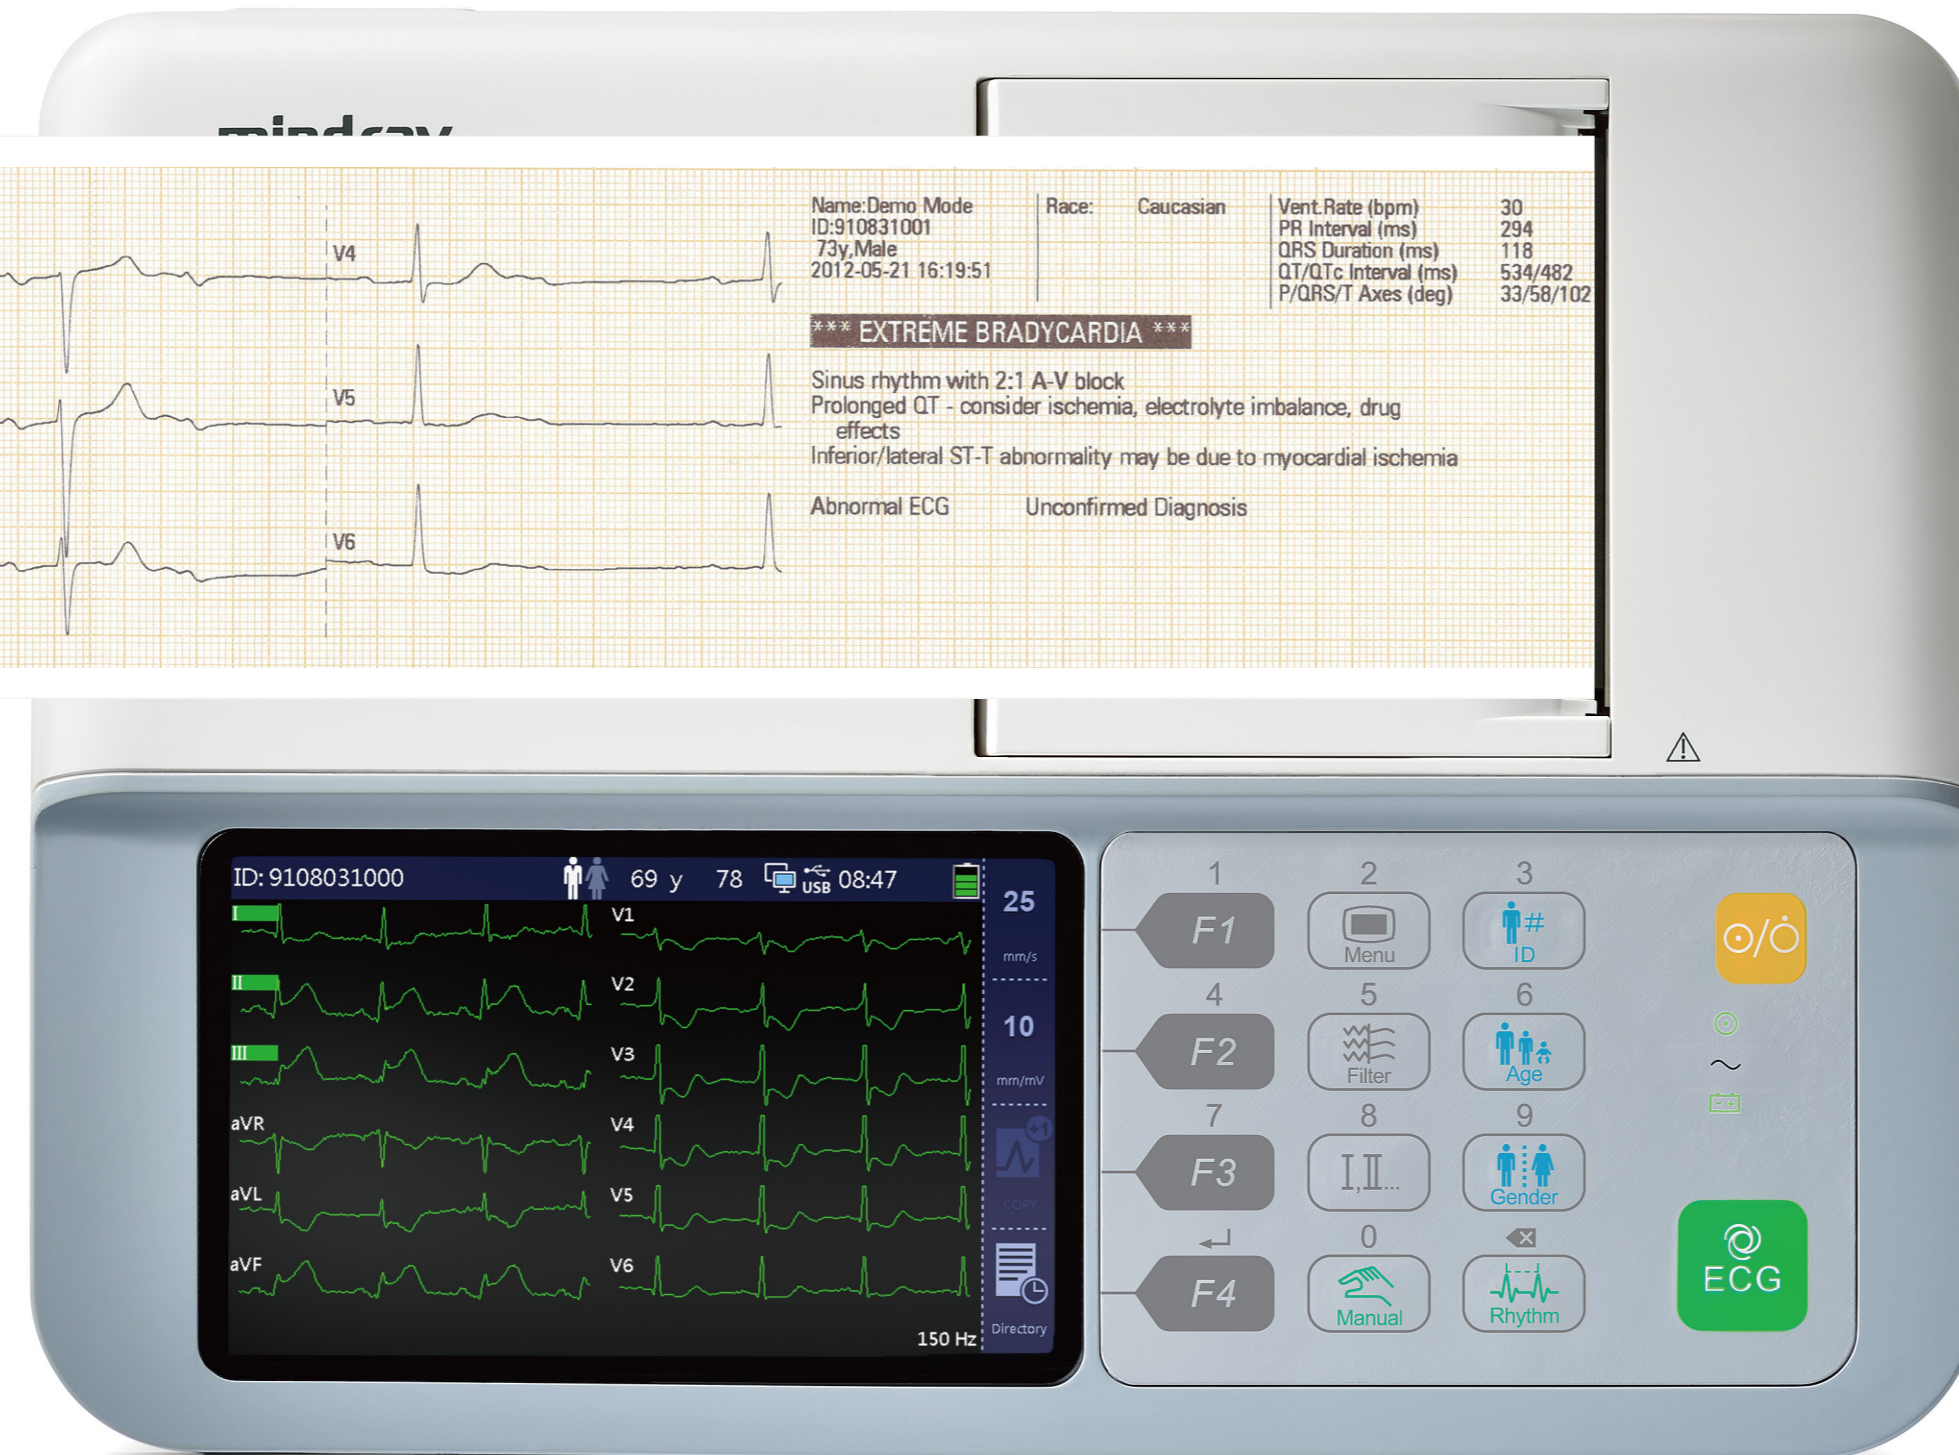 mindray
V4
V5
V6
Name:Demo Mode
ID:910831001
73y,Male
2012-05-21 16:19:51
Race: Caucasian
Vent.Rate (bpm) 30
PR Interval (ms) 294
QRS Duration (ms) 118
QT/QTc Interval (ms) 534/482
P/QRS/T Axes (deg) 33/58/102
*** EXTREME BRADYCARDIA ***
Sinus rhythm with 2:1 A-V block
Prolonged QT - consider ischemia, electrolyte imbalance, drug
effects
Inferior/lateral ST-T abnormality may be due to myocardial ischemia
Abnormal ECG Unconfirmed Diagnosis
ID: 9108031000 69 y 78 USB 08:47
I
II
III
aVR
aVL
aVF
V1
V2
V3
V4
V5
V6
150 Hz
25
mm/s
10
mm/mV
+1
COPY
Directory
1 2 3
F1 Menu # ID
4 5 6
F2 Filter Age
7 8 9
F3 I,II... Gender
0
F4 Manual Rhythm
ECG